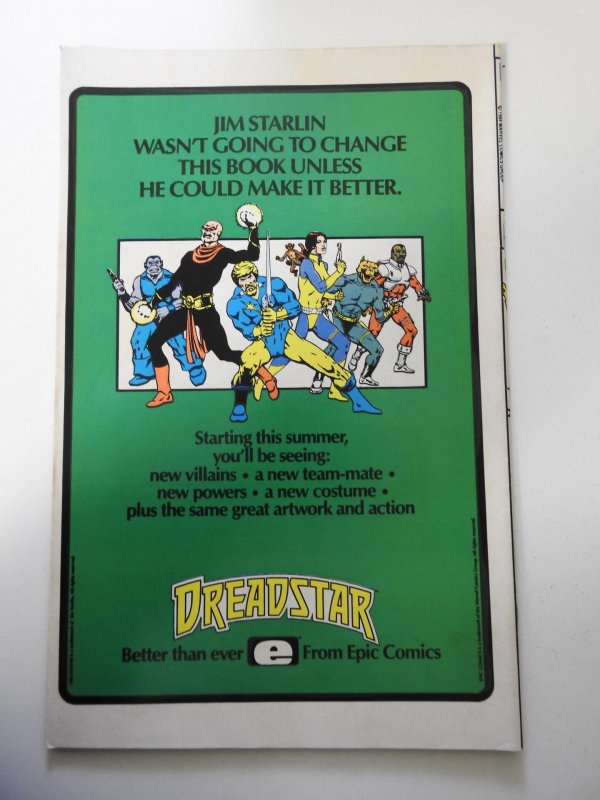 JIM STARLIN
WASN'T GOING TO CHANGE
THIS BOOK UNLESS
HE COULD MAKE IT BETTER.
Starting this summer,
you'll be seeing:
new villains • a new team-mate •
new powers • a new costume •
plus the same great artwork and action
DREADSTAR
Better than ever e From Epic Comics